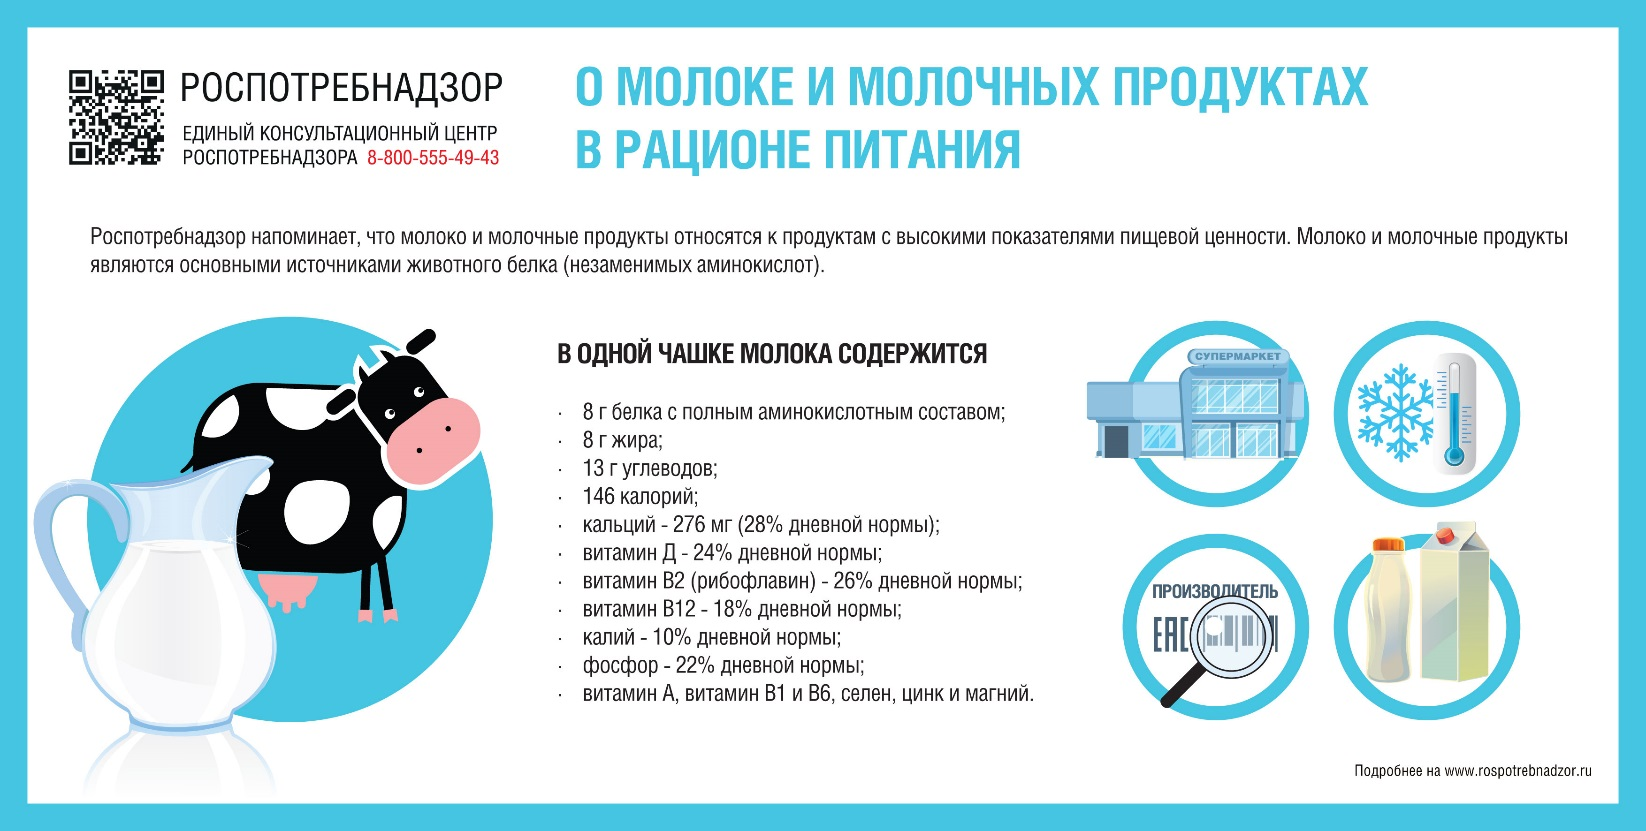 РОСПОТРЕБНАДЗОР
ЕДИНЫЙ КОНСУЛЬТАЦИОННЫЙ ЦЕНТР
РОСПОТРЕБНАДЗОРА 8-800-555-49-43
О МОЛОКЕ И МОЛОЧНЫХ ПРОДУКТАХ
В РАЦИОНЕ ПИТАНИЯ
Роспотребнадзор напоминает, что молоко и молочные продукты относятся к продуктам с высокими показателями пищевой ценности. Молоко и молочные продукты
являются основными источниками животного белка (незаменимых аминокислот).
В ОДНОЙ ЧАШКЕ МОЛОКА СОДЕРЖИТСЯ
· 8 г белка с полным аминокислотным составом;
· 8 г жира;
· 13 г углеводов;
· 146 калорий;
· кальций - 276 мг (28% дневной нормы);
· витамин Д - 24% дневной нормы;
· витамин В2 (рибофлавин) - 26% дневной нормы;
· витамин В12 - 18% дневной нормы;
· калий - 10% дневной нормы;
· фосфор - 22% дневной нормы;
· витамин А, витамин В1 и В6, селен, цинк и магний.
СУПЕРМАРКЕТ
ПРОИЗВОДИТЕЛЬ
ЕАС
Подробнее на www.rospotrebnadzor.ru